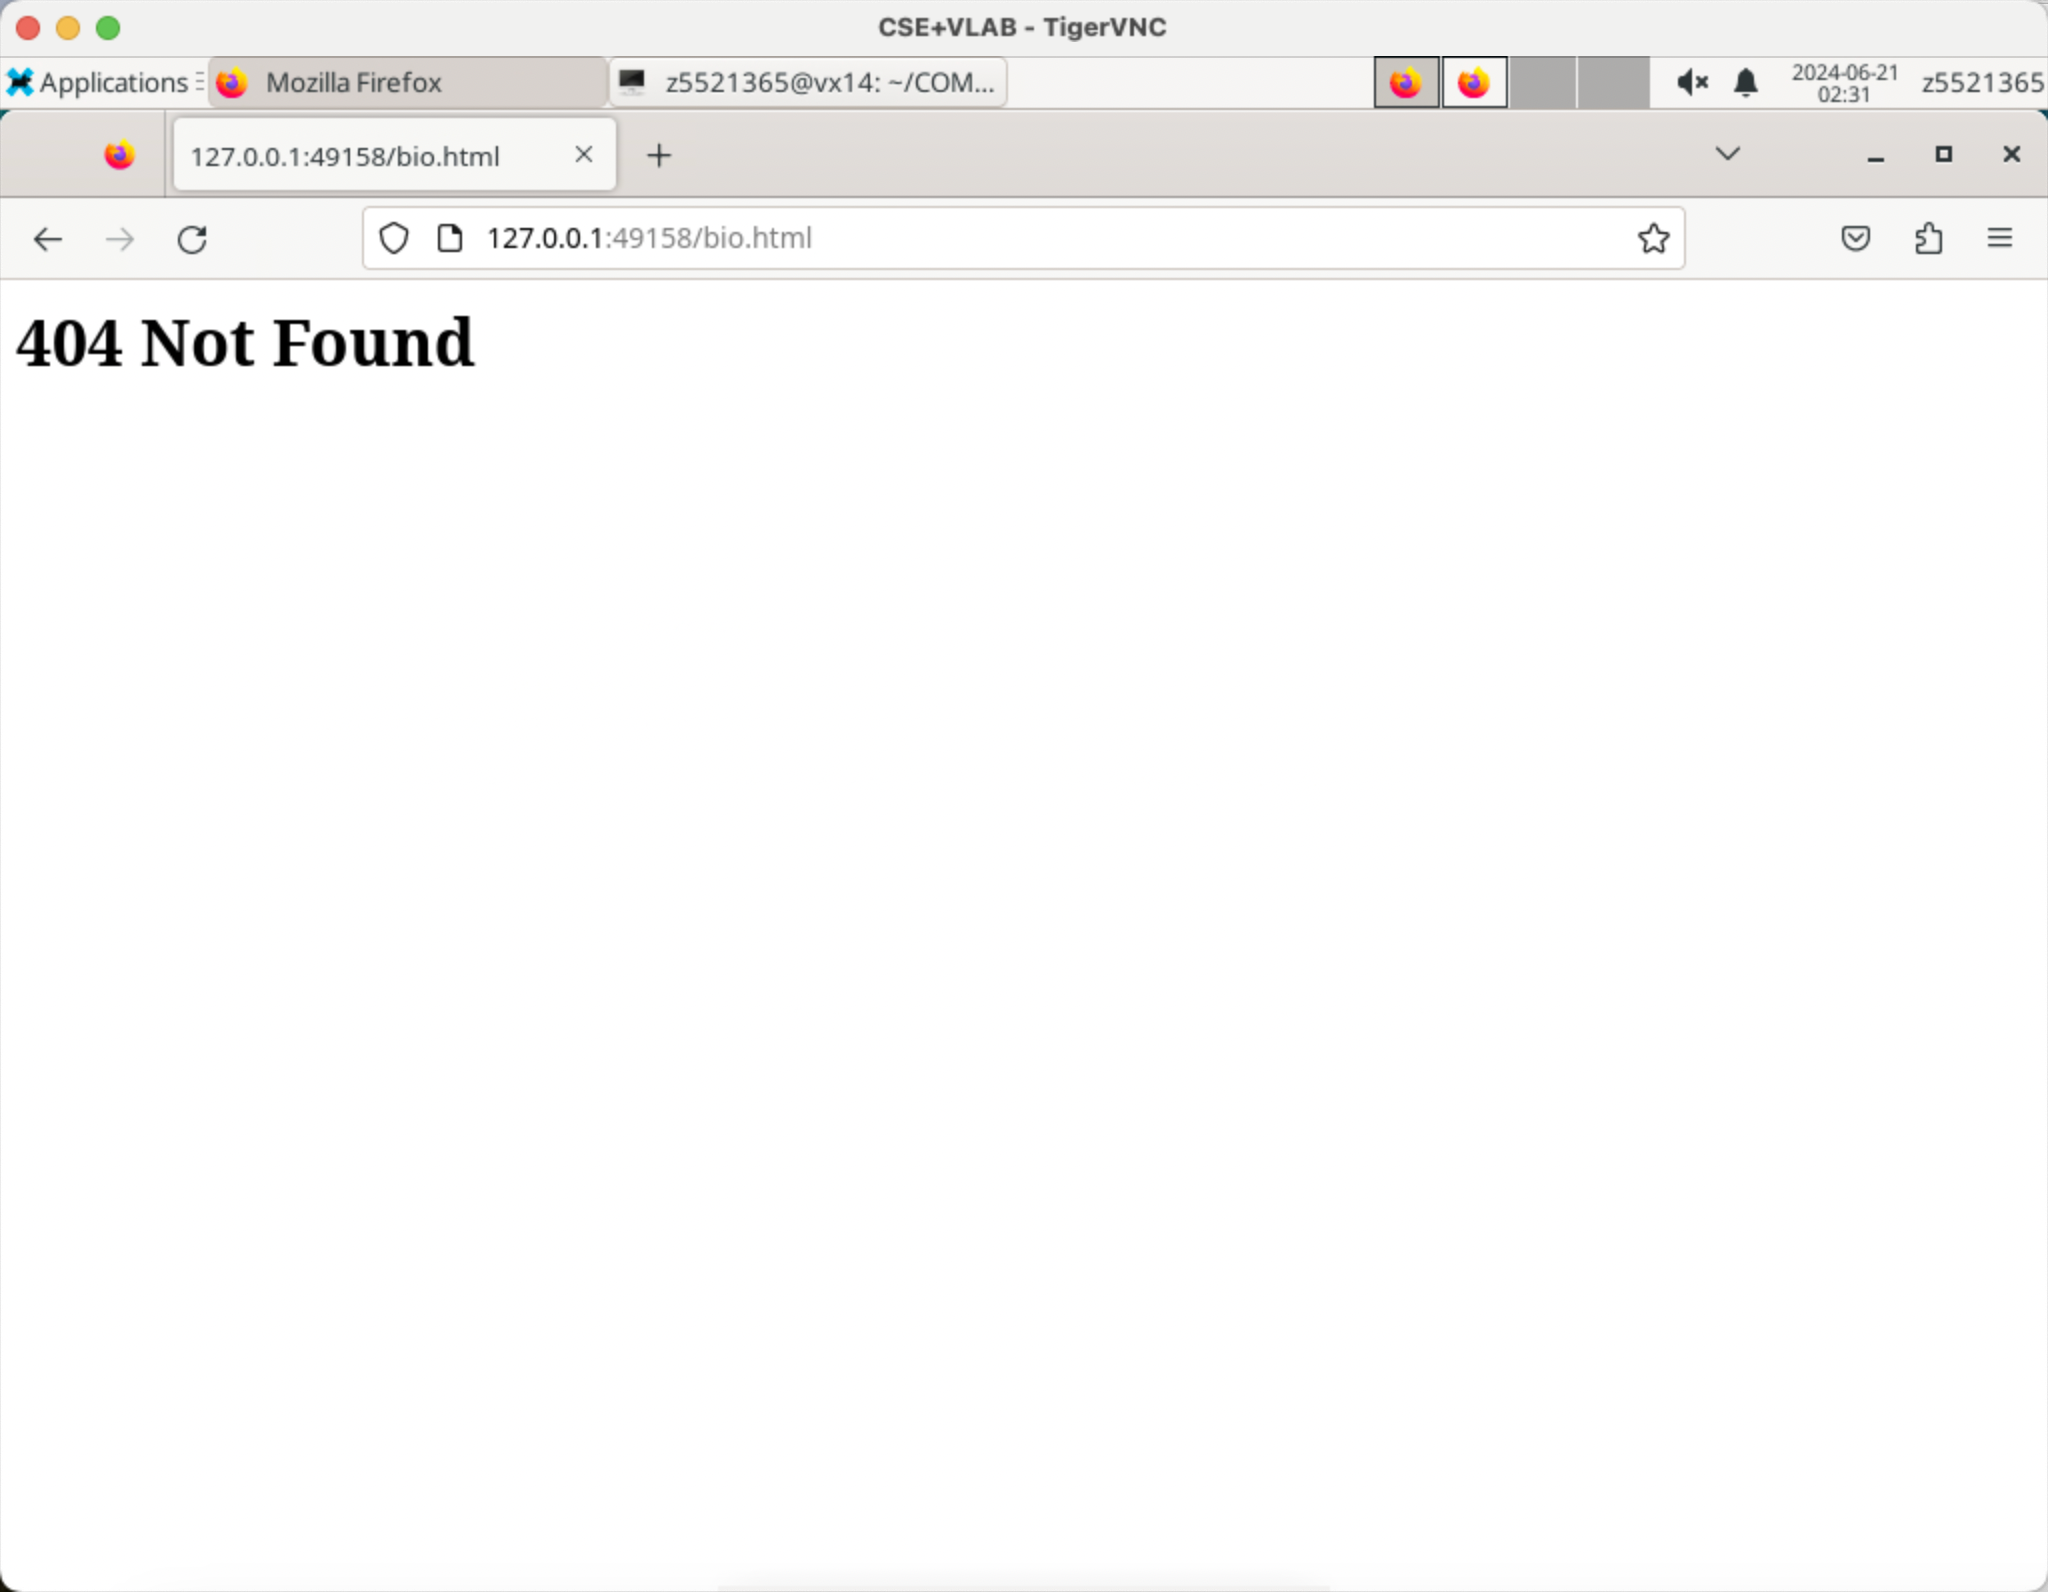 CSE+VLAB - TigerVNC
Applications
Mozilla Firefox
z5521365@vx14: ~/COM...
2024-06-21
02:31
z5521365
127.0.0.1:49158/bio.html
127.0.0.1:49158/bio.html
404 Not Found